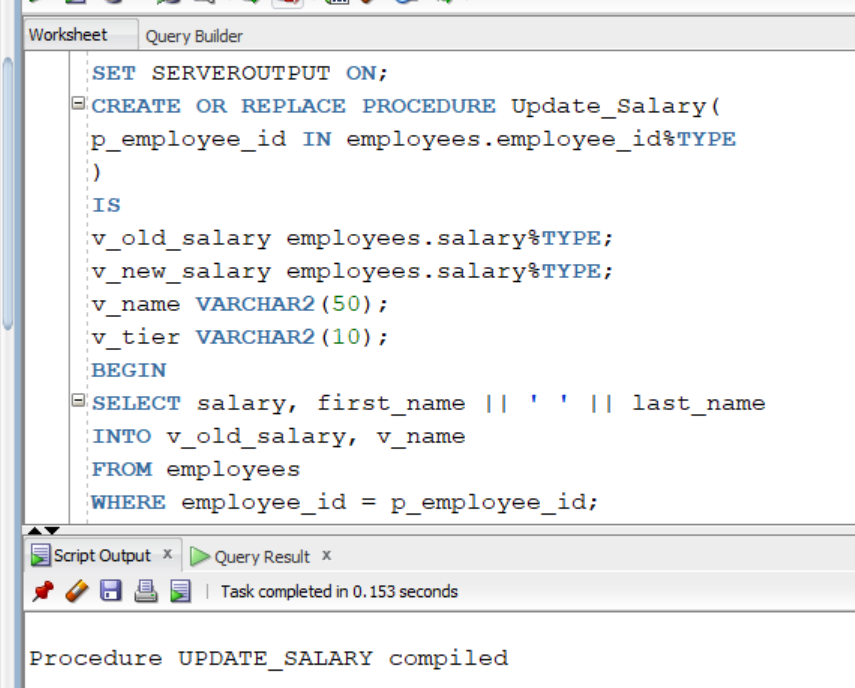 Worksheet Query Builder
SET SERVEROUTPUT ON;
CREATE OR REPLACE PROCEDURE Update_Salary(
p_employee_id IN employees.employee_id%TYPE
)
IS
v_old_salary employees.salary%TYPE;
v_new_salary employees.salary%TYPE;
v_name VARCHAR2(50);
v_tier VARCHAR2(10);
BEGIN
SELECT salary, first_name || ' ' || last_name
INTO v_old_salary, v_name
FROM employees
WHERE employee_id = p_employee_id;
Script Output x Query Result x
Task completed in 0.153 seconds
Procedure UPDATE_SALARY compiled